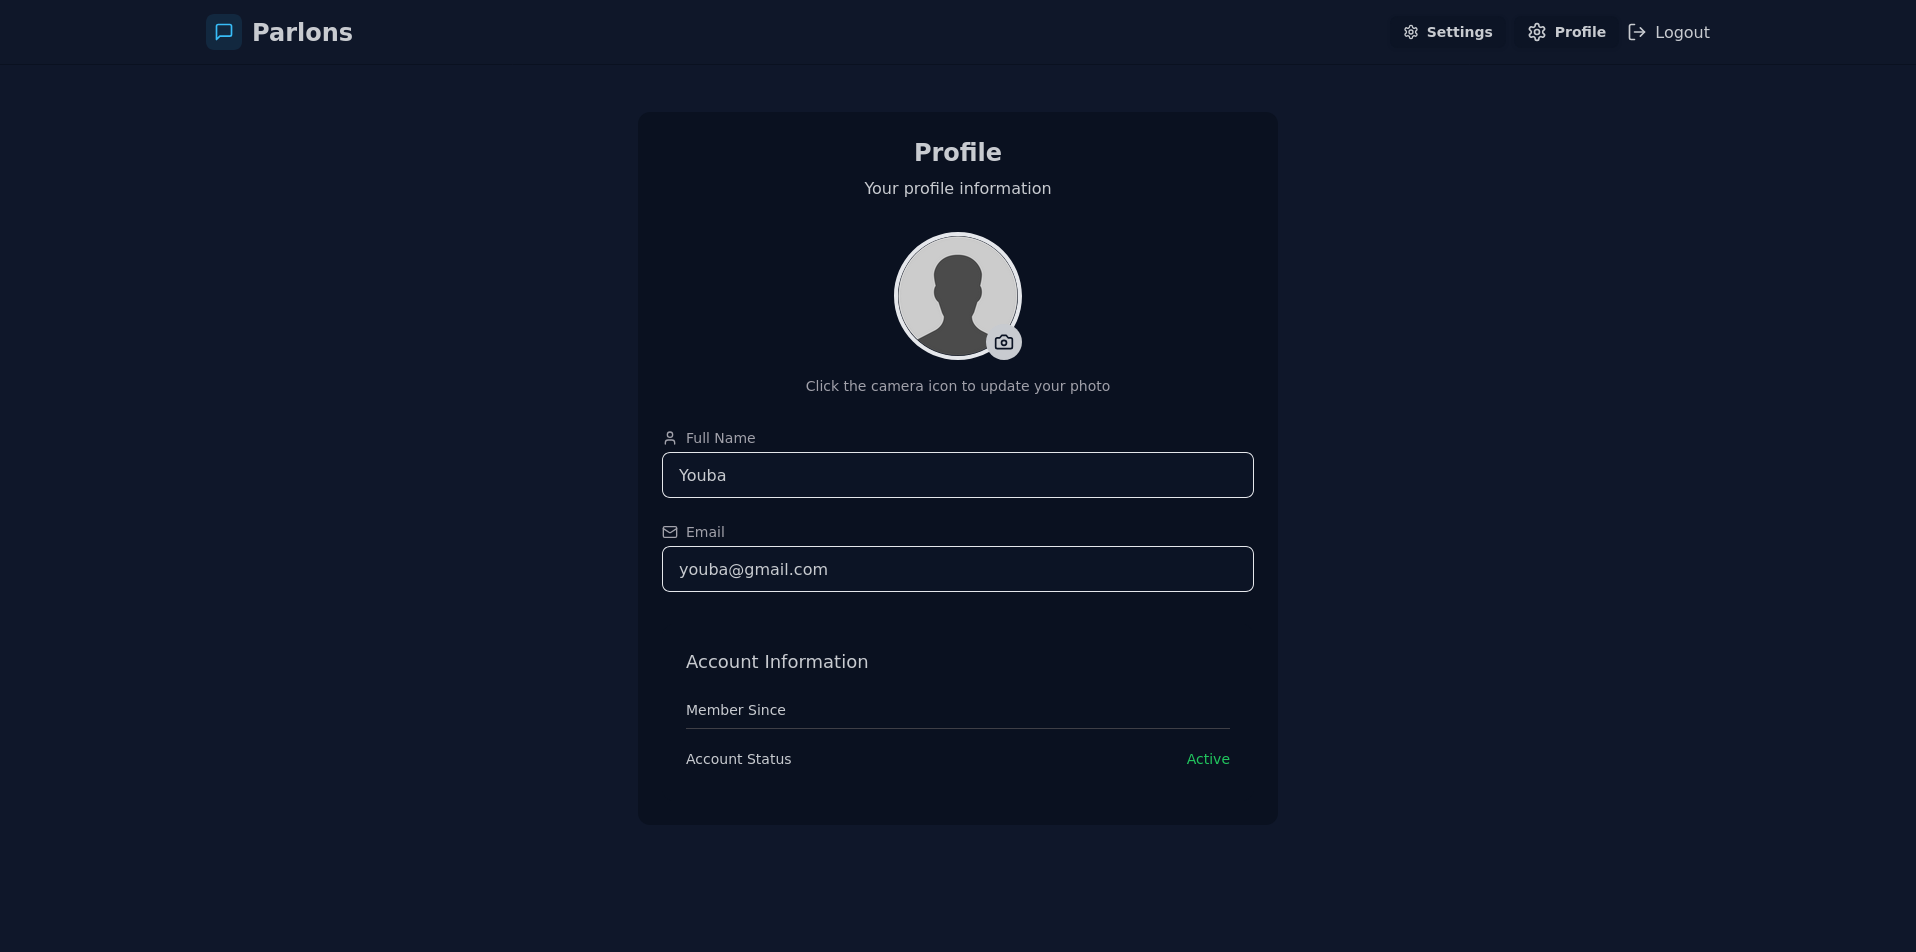 Parlons
Settings
Profile
Logout
Profile
Your profile information
Click the camera icon to update your photo
Full Name
Youba
Email
youba@gmail.com
Account Information
Member Since
Account Status Active